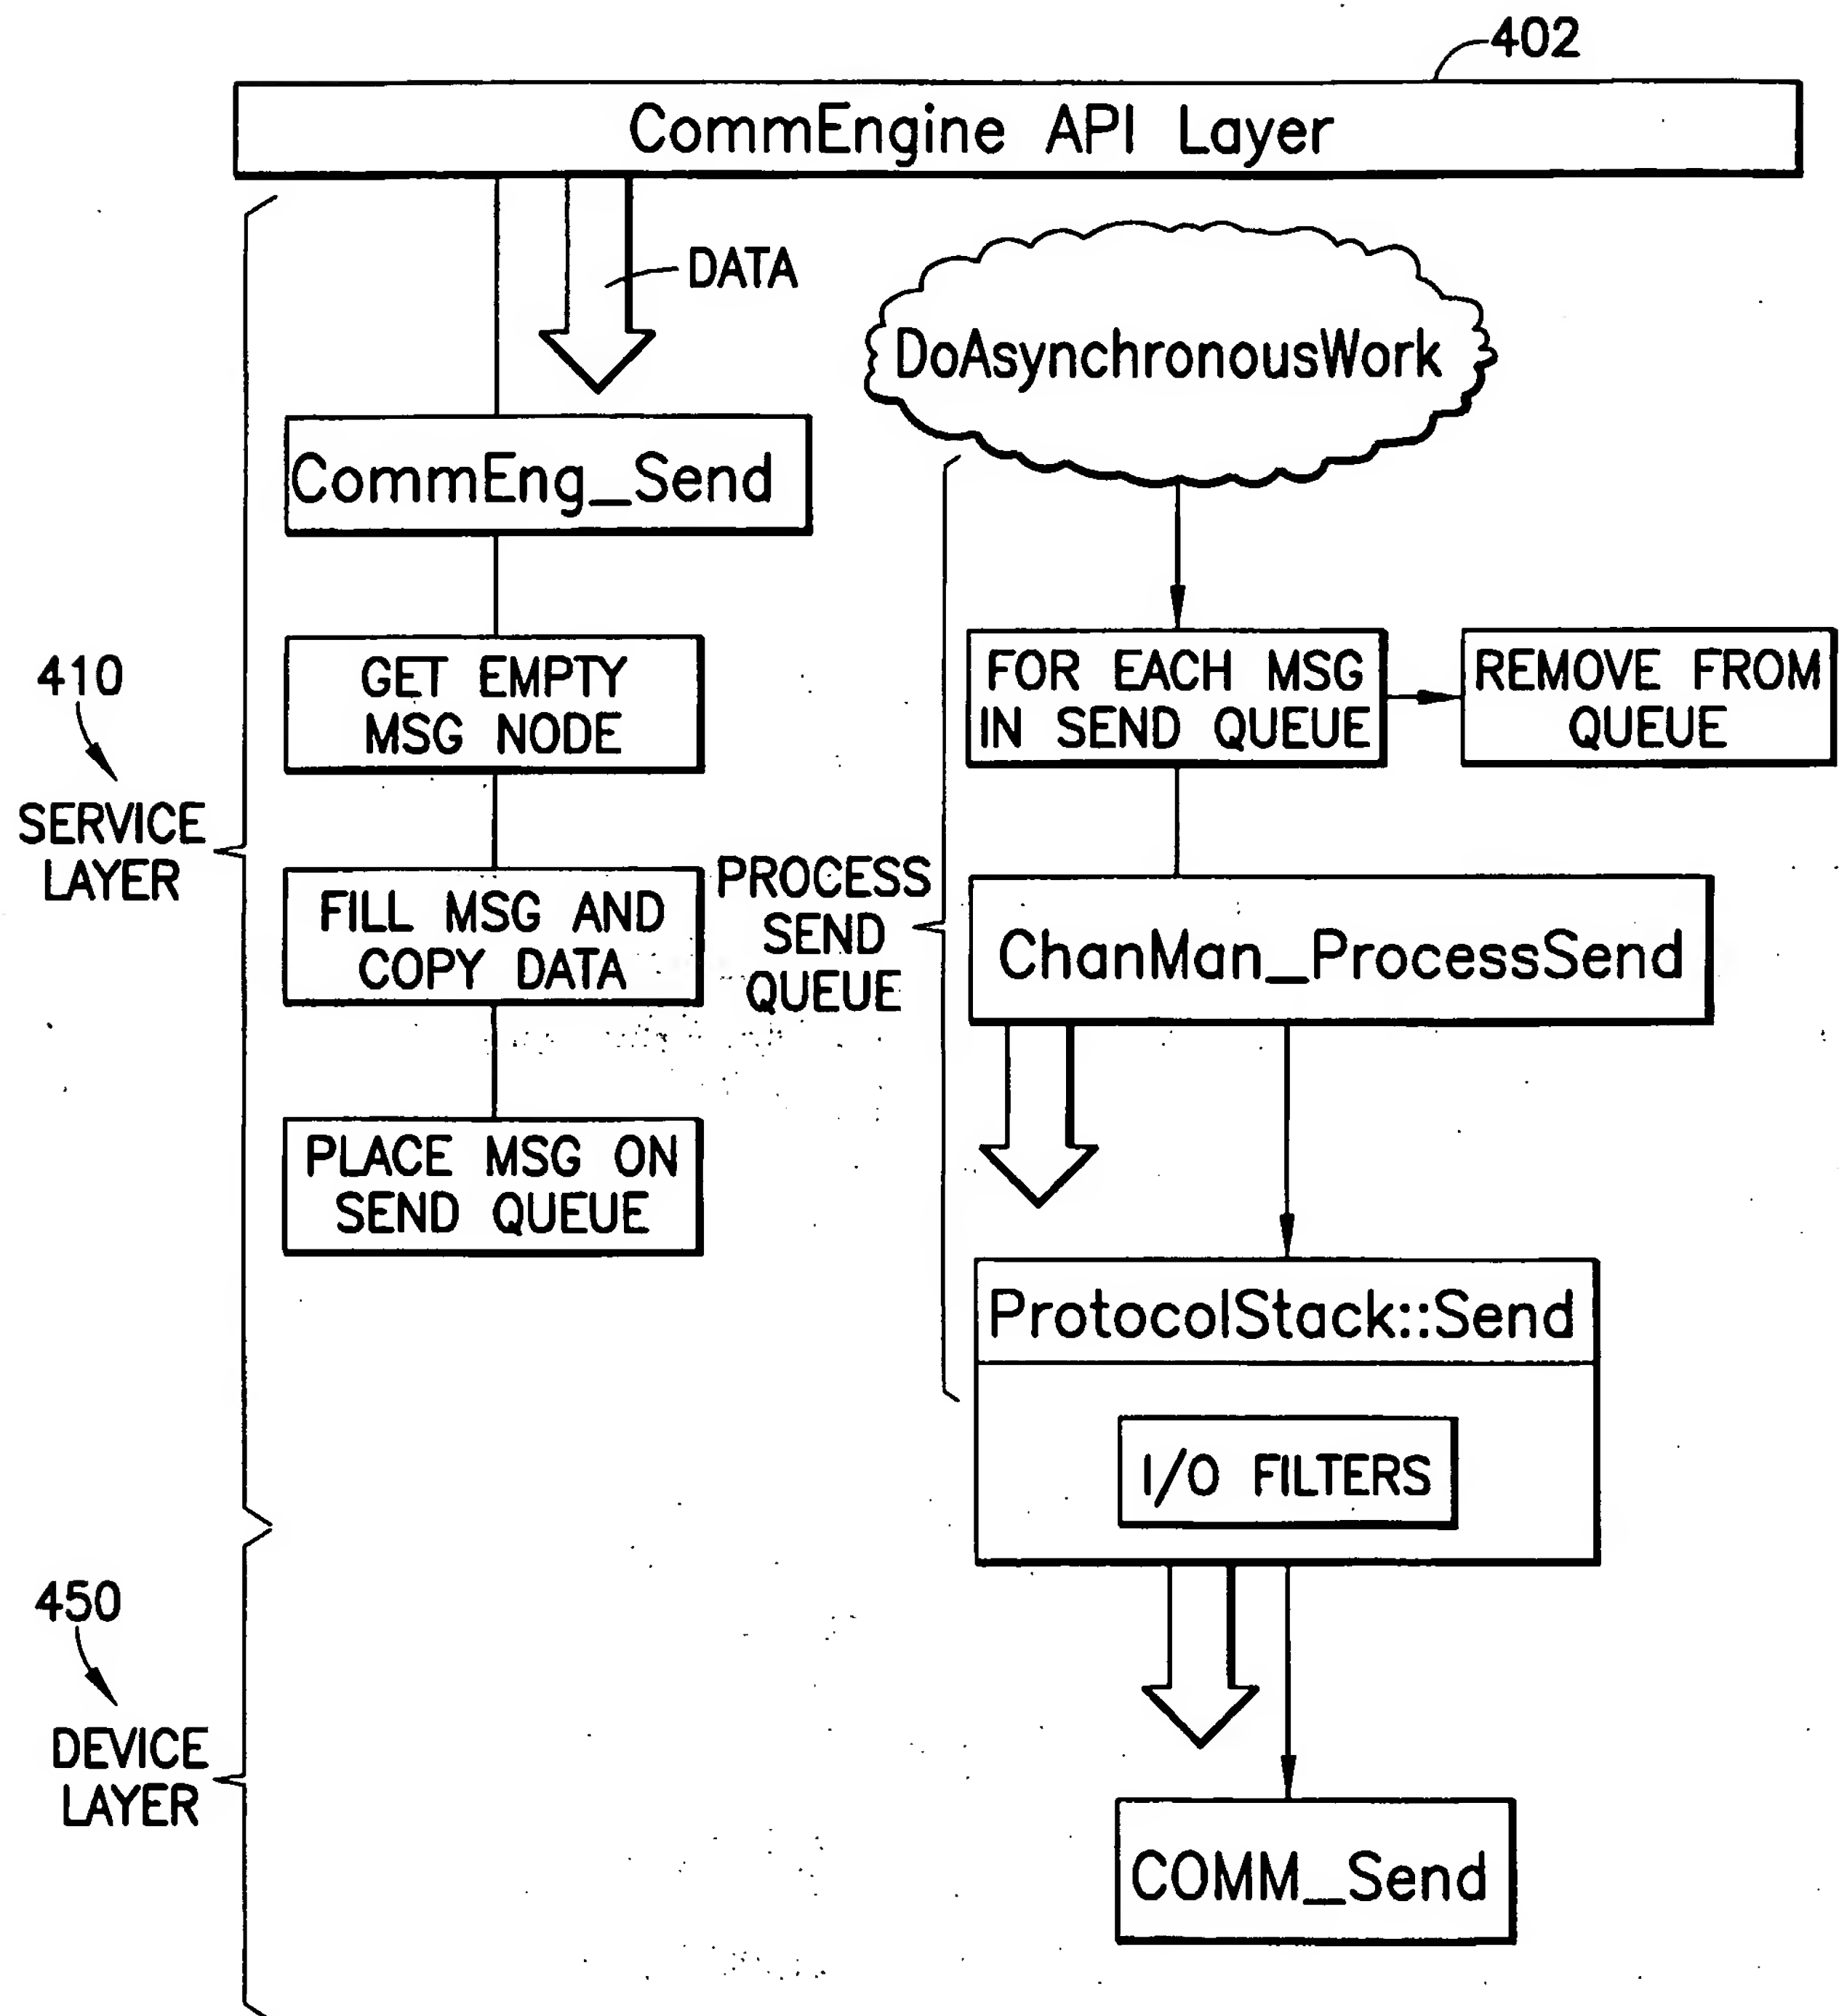 402
CommEngine API Layer
DATA
DoAsynchronousWork
CommEng_Send
410
SERVICE
LAYER
GET EMPTY
MSG NODE
FOR EACH MSG
IN SEND QUEUE
REMOVE FROM
QUEUE
FILL MSG AND
COPY DATA
PROCESS
SEND
QUEUE
ChanMan_ProcessSend
PLACE MSG ON
SEND QUEUE
ProtocolStack::Send
I/O FILTERS
450
DEVICE
LAYER
COMM_Send